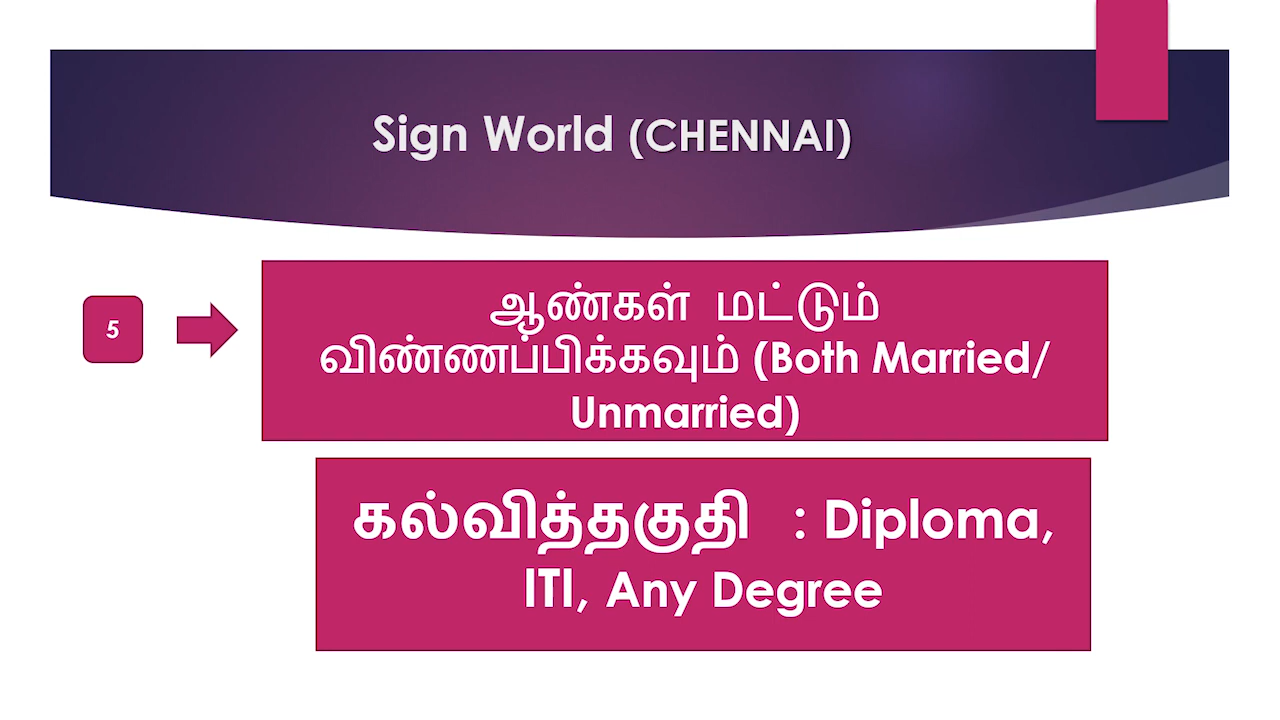 Sign World (CHENNAI)
5
ஆண்கள் மட்டும்
விண்ணப்பிக்கவும் (Both Married/
Unmarried)
கல்வித்தகுதி : Diploma,
ITI, Any Degree